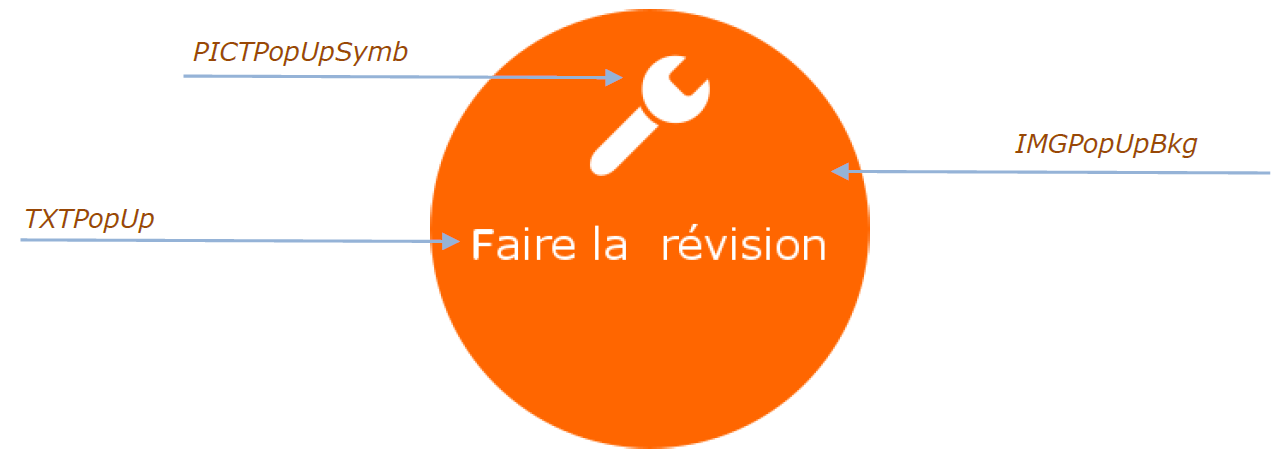 PICTPopUpSymb
IMGPopUpBkg
TXTPopUp
Faire la  révision